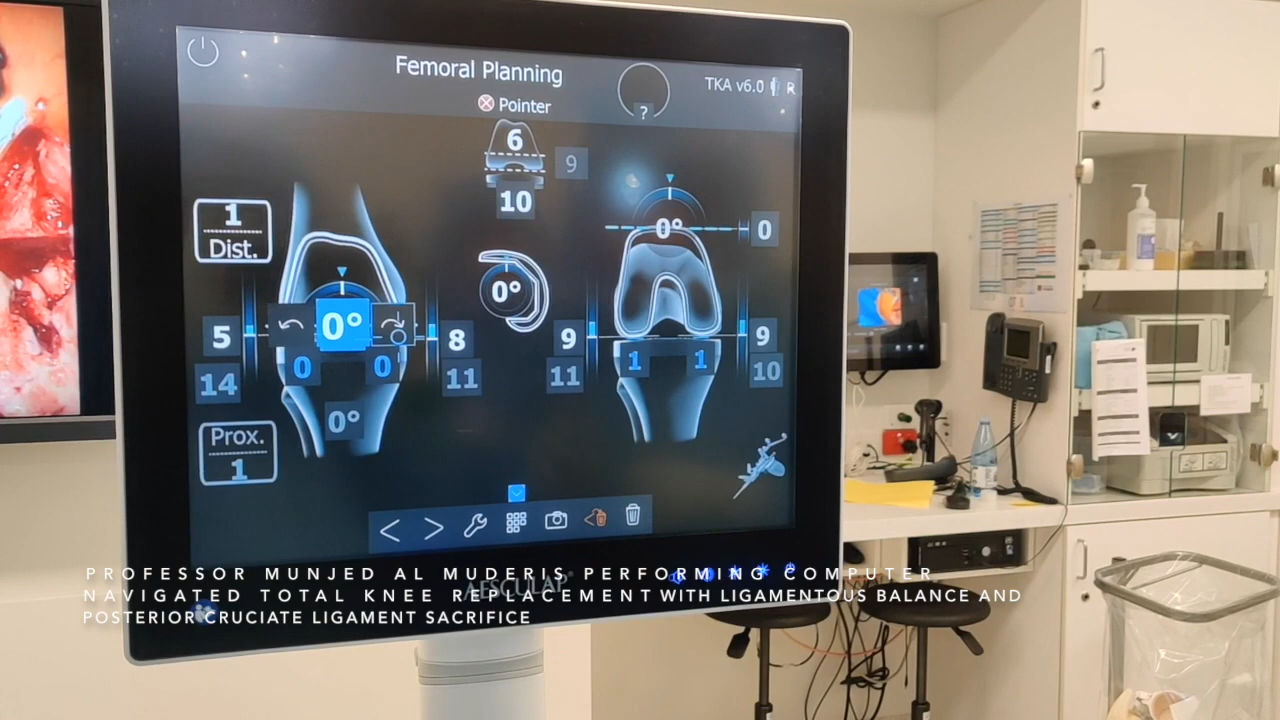 Femoral Planning
TKA v6.0 R
Pointer
?
6
9
10
1
Dist.
0°
0
0°
0°
5
8
9
9
0
0
1
1
14
11
11
10
0°
Prox.
1
AESCULAP
PROFESSOR MUNJED AL MUDERIS PERFORMING COMPUTER
NAVIGATED TOTAL KNEE REPLACEMENT WITH LIGAMENTOUS BALANCE AND
POSTERIOR CRUCIATE LIGAMENT SACRIFICE